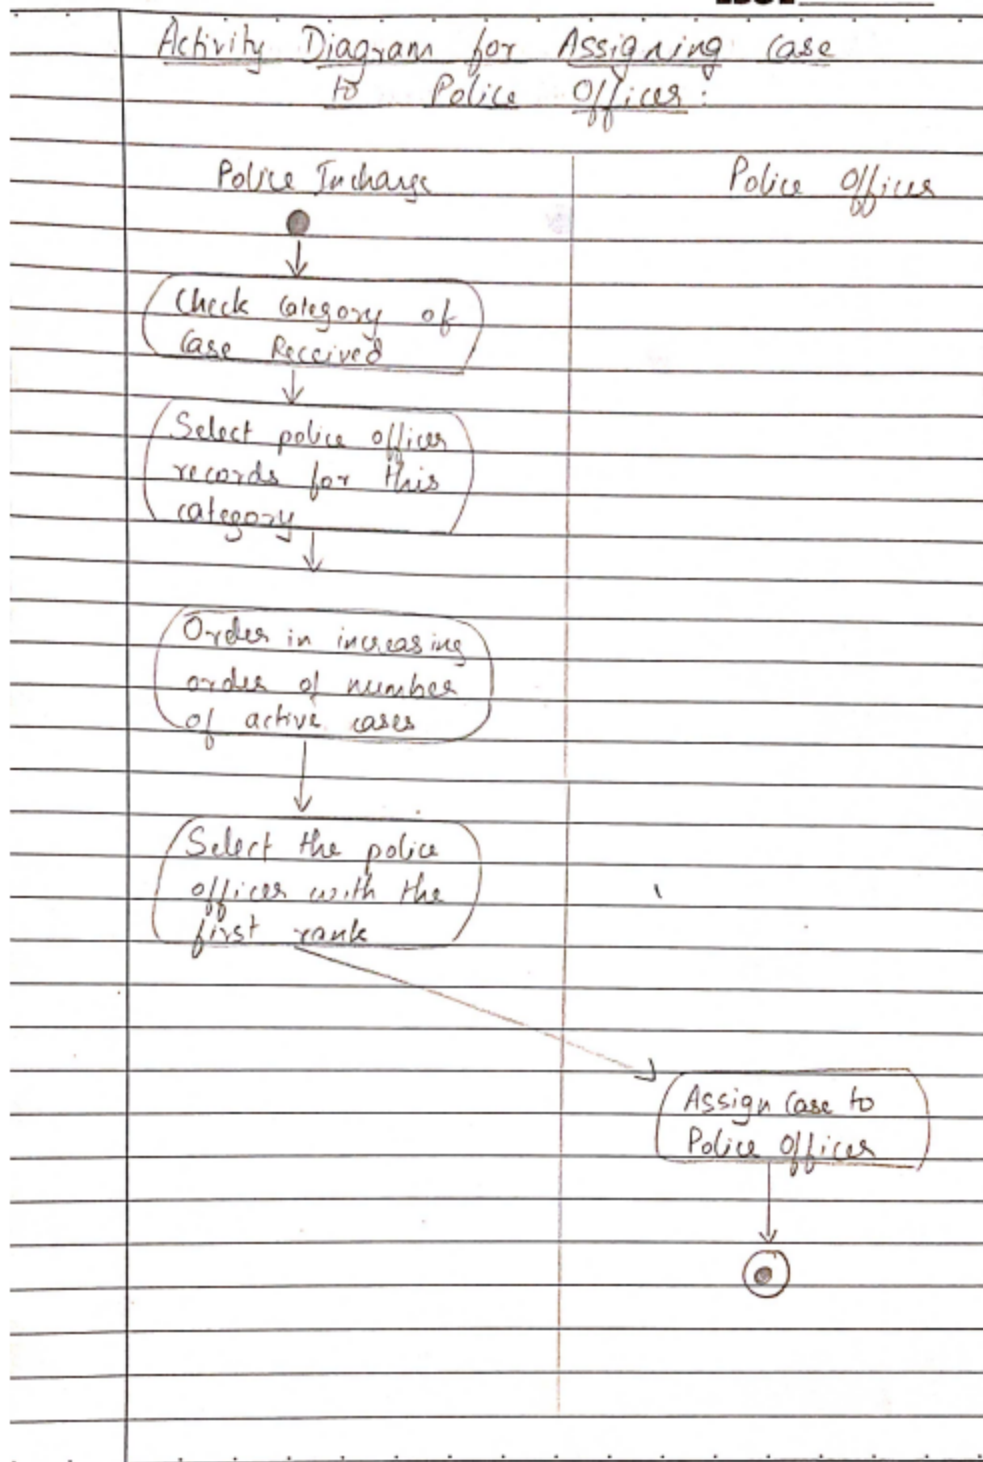 Activity Diagram for Assigning Case
to Police Officer:
Police Incharge
Police Officer
Check Category of
Case Received
Select police officer
records for this
category
Order in increasing
order of number
of active cases
Select the police
officer with the
first rank
Assign Case to
Police Officer